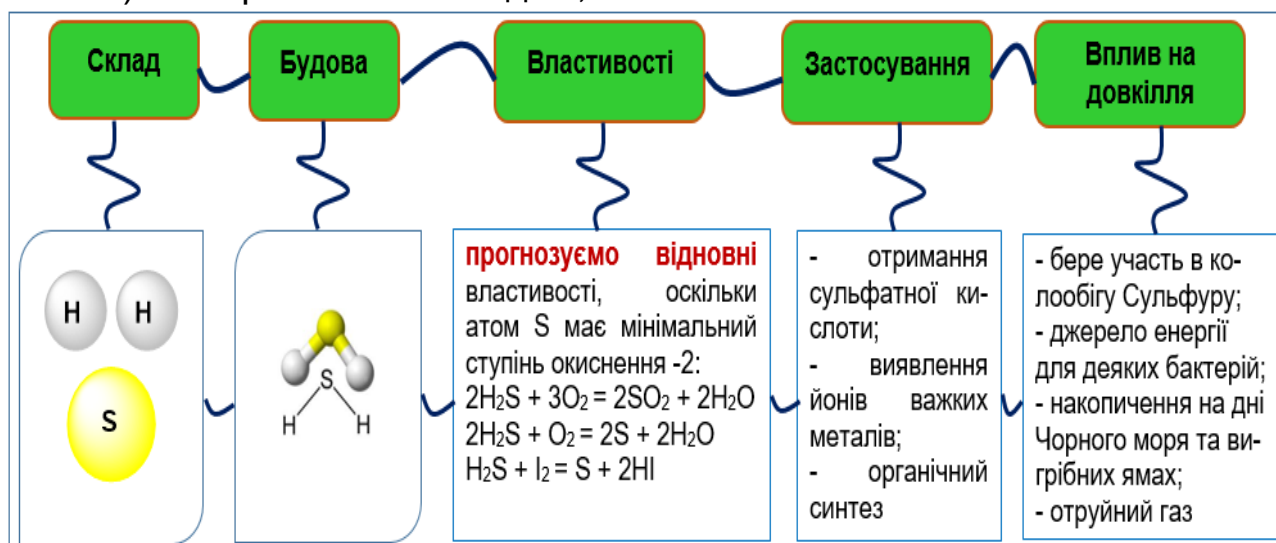 Склад
Будова
Властивості
Застосування
Вплив на
довкілля
H H
S
S
H H
прогнозуємо відновні
властивості, оскільки
атом S має мінімальний
ступінь окиснення -2:
2H₂S + 3O₂ = 2SO₂ + 2H₂O
2H₂S + O₂ = 2S + 2H₂O
H₂S + I₂ = S + 2HI
- отримання
сульфатної ки-
слоти;
- виявлення
йонів важких
металів;
- органічний
синтез
- бере участь в ко-
лообігу Сульфуру;
- джерело енергії
для деяких бактерій;
- накопичення на дні
Чорного моря та ви-
грібних ямах;
- отруйний газ